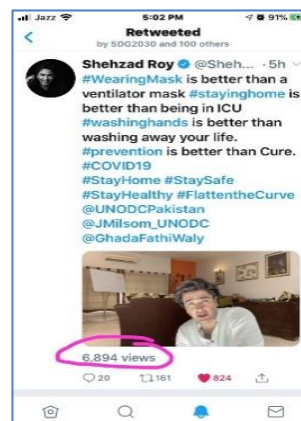 Jazz 5:02 PM 91%
Retweeted
by SDG2030 and 100 others
Shehzad Roy @Sheh... · 5h
#WearingMask is better than a
ventilator mask #stayinghome is
better than being in ICU
#washinghands is better than
washing away your life.
#prevention is better than Cure.
#COVID19
#StayHome #StaySafe
#StayHealthy #FlattentheCurve
@UNODCPakistan
@JMilsom_UNODC
@GhadaFathiWaly
6,894 views
20 161 824